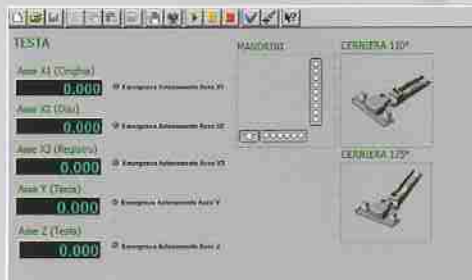 TESTA
MANDRINI
CERNIERA 110°
Asse X1 (Cinghia)
0.000
Emergenza Azionamento Asse X1
Asse X2 (Disc)
0.000
Emergenza Azionamento Asse X2
Asse X3 (Registro)
0.000
Emergenza Azionamento Asse X3
CERNIERA 175°
Asse Y (Testa)
0.000
Emergenza Azionamento Asse Y
Asse Z (Testa)
0.000
Emergenza Azionamento Asse Z